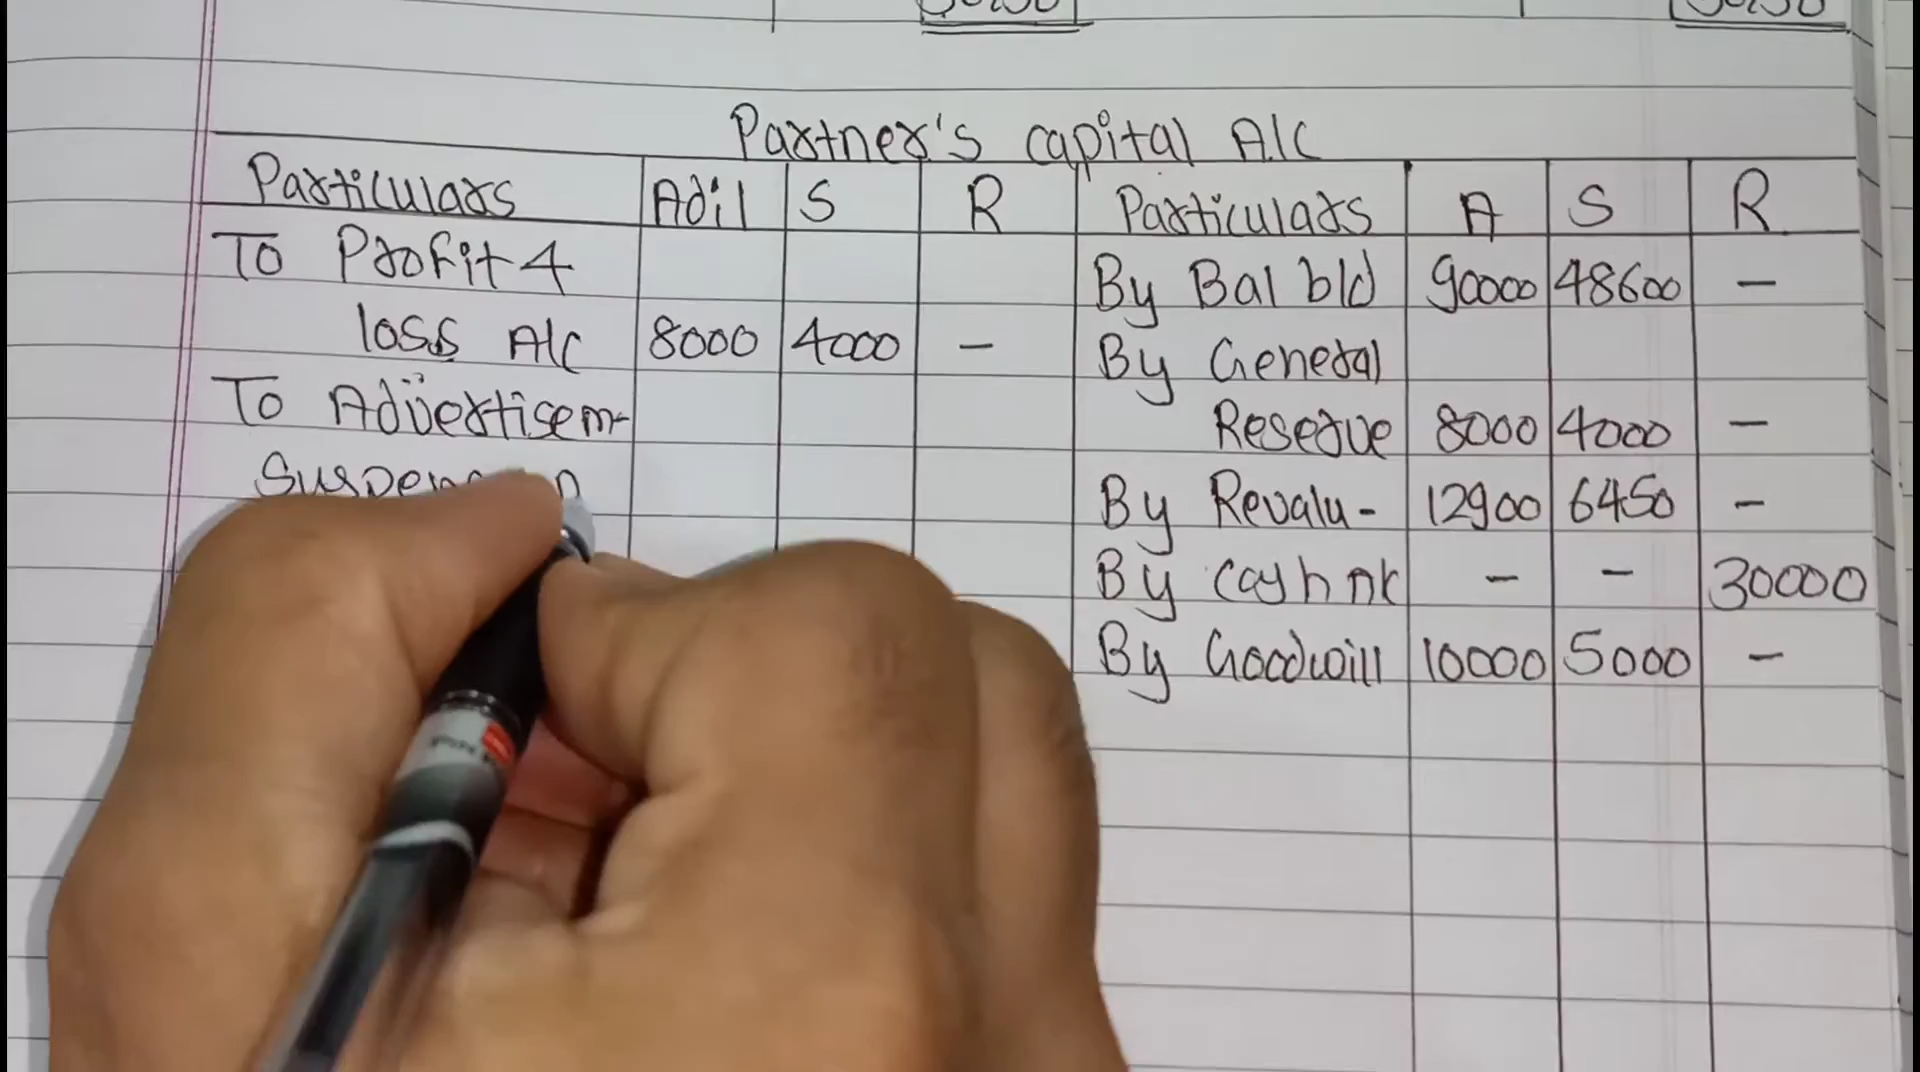 Partner's capital A/c
Particulars Adil S R Particulars A S R
To Profit & By Bal b/d 90000 48600 -
loss A/c 8000 4000 - By General
To Advertisem- Reserve 8000 4000 -
By Revalu- 12900 6450 -
By Cash A/c - - 30000
By Goodwill 10000 5000 -